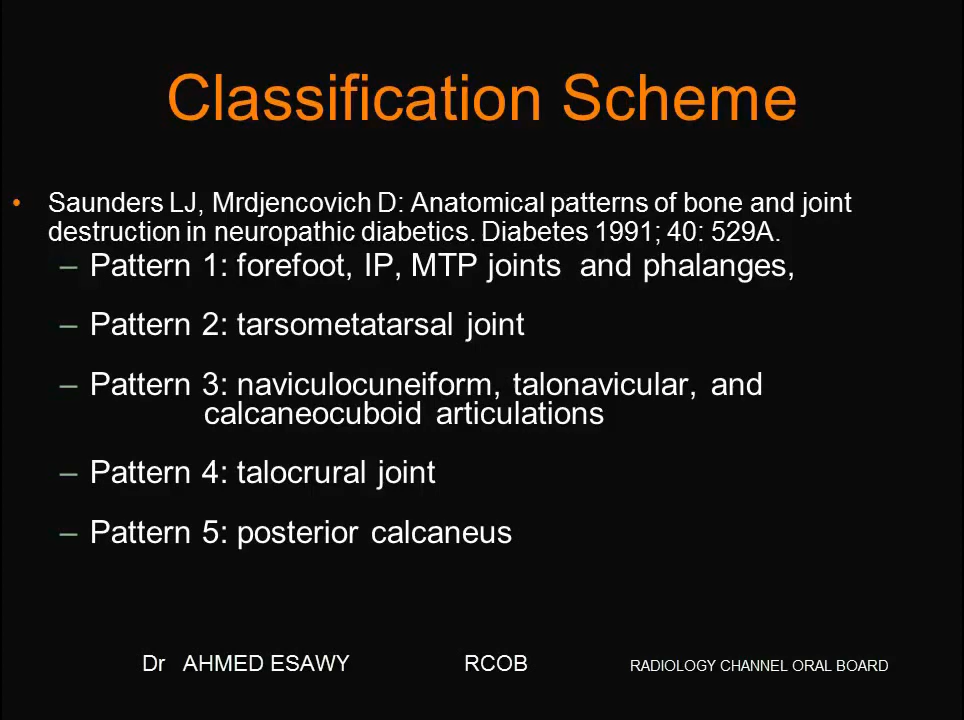 Classification Scheme
• Saunders LJ, Mrdjencovich D: Anatomical patterns of bone and joint
destruction in neuropathic diabetics. Diabetes 1991; 40: 529A.
– Pattern 1: forefoot, IP, MTP joints and phalanges,
– Pattern 2: tarsometatarsal joint
– Pattern 3: naviculocuneiform, talonavicular, and
calcaneocuboid articulations
– Pattern 4: talocrural joint
– Pattern 5: posterior calcaneus
Dr AHMED ESAWY RCOB RADIOLOGY CHANNEL ORAL BOARD